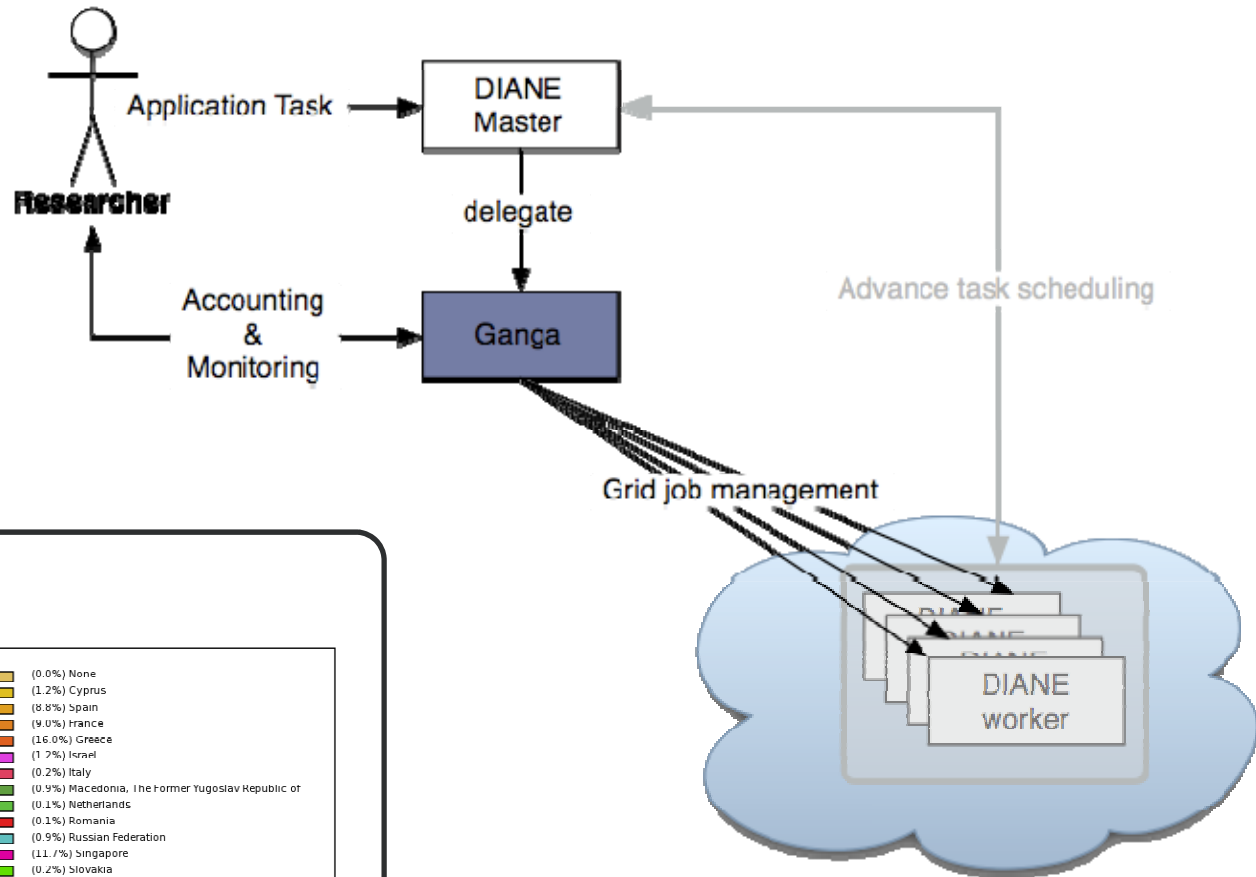 Application Task
DIANE
Master
Researcher
delegate
Advance task scheduling
Accounting
&
Monitoring
Ganga
Grid job management
DIANE
DIANE
DIANE
DIANE
worker
(0.0%) None
(1.2%) Cyprus
(8.8%) Spain
(9.0%) France
(16.0%) Greece
(1.2%) Israel
(0.2%) Italy
(0.9%) Macedonia, The Former Yugoslav Republic of
(0.1%) Netherlands
(0.1%) Romania
(0.9%) Russian Federation
(11.7%) Singapore
(0.2%) Slovakia